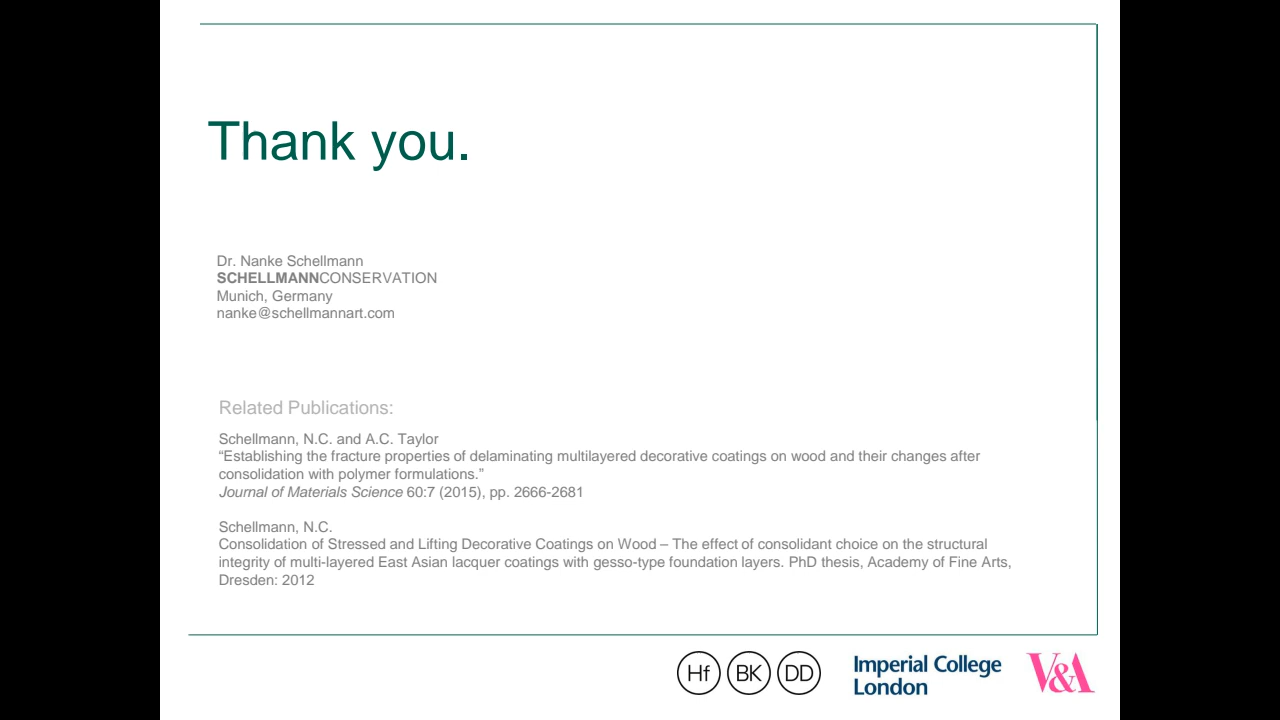 Thank you.
Dr. Nanke Schellmann
SCHELLMANNCONSERVATION
Munich, Germany
nanke@schellmannart.com
Related Publications:
Schellmann, N.C. and A.C. Taylor
“Establishing the fracture properties of delaminating multilayered decorative coatings on wood and their changes after
consolidation with polymer formulations.”
Journal of Materials Science 60:7 (2015), pp. 2666-2681
Schellmann, N.C.
Consolidation of Stressed and Lifting Decorative Coatings on Wood – The effect of consolidant choice on the structural
integrity of multi-layered East Asian lacquer coatings with gesso-type foundation layers. PhD thesis, Academy of Fine Arts,
Dresden: 2012
Hf BK DD
Imperial College
London
V&A